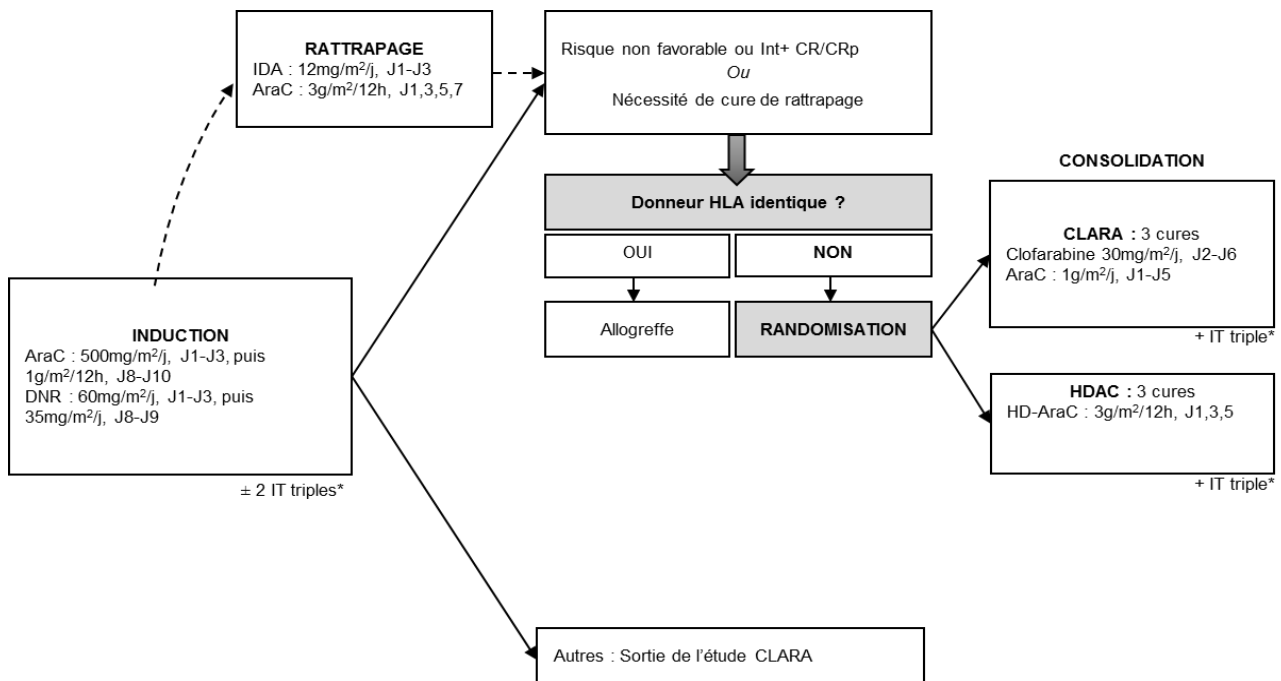 RATTRAPAGE
IDA : 12mg/m²/j, J1-J3
AraC : 3g/m²/12h, J1,3,5,7
Risque non favorable ou Int+ CR/CRp
Ou
Nécessité de cure de rattrapage
Donneur HLA identique ?
OUI
NON
Allogreffe
RANDOMISATION
INDUCTION
AraC : 500mg/m²/j, J1-J3, puis
1g/m²/12h, J8-J10
DNR : 60mg/m²/j, J1-J3, puis
35mg/m²/j, J8-J9
± 2 IT triples*
CONSOLIDATION
CLARA : 3 cures
Clofarabine 30mg/m²/j, J2-J6
AraC : 1g/m²/j, J1-J5
+ IT triple*
HDAC : 3 cures
HD-AraC : 3g/m²/12h, J1,3,5
+ IT triple*
Autres : Sortie de l'étude CLARA